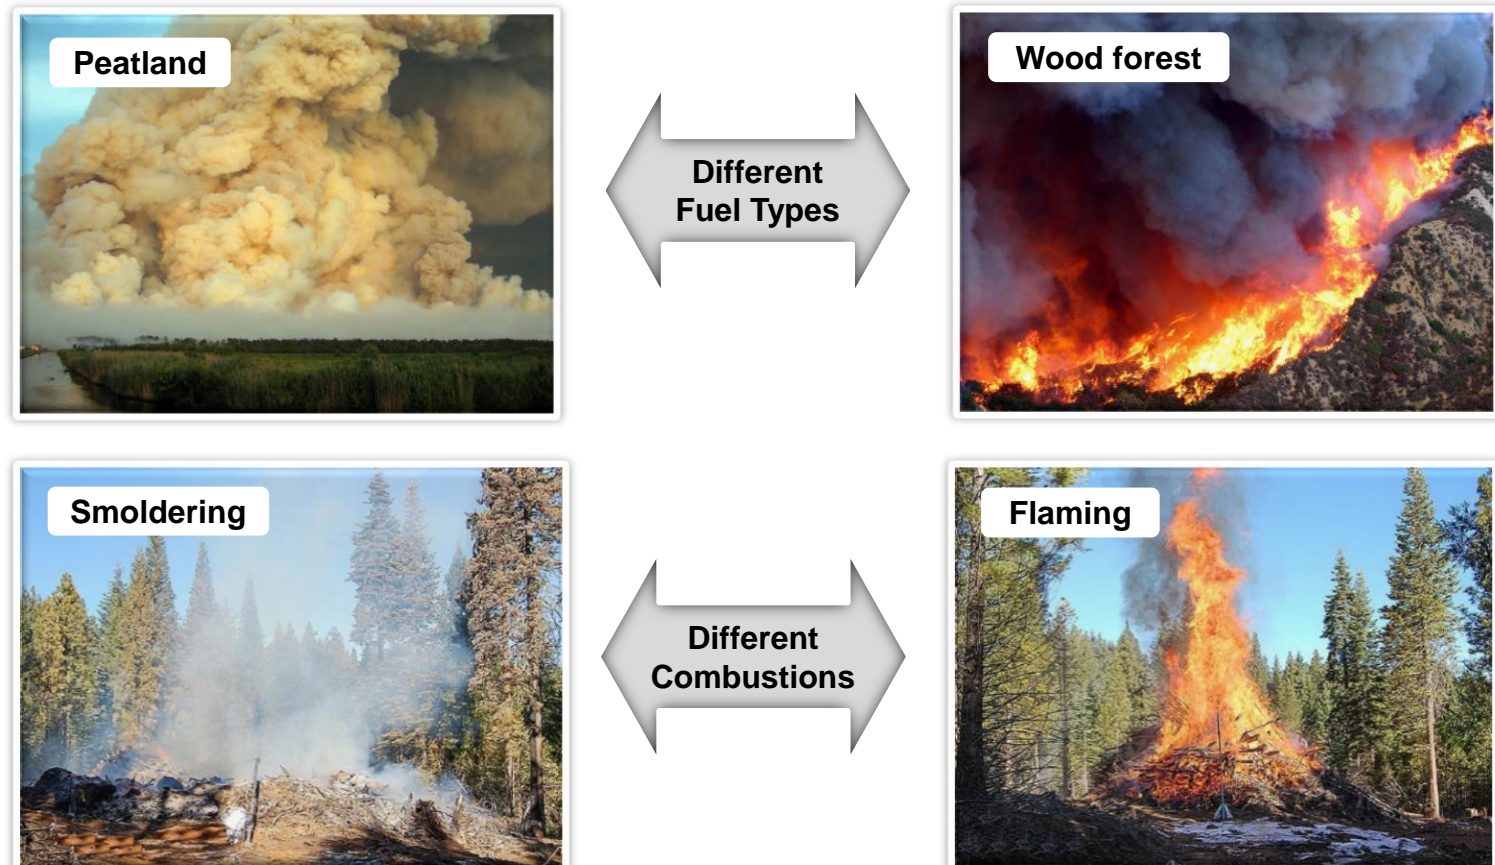 Peatland
Wood forest
Different
Fuel Types
Smoldering
Flaming
Different
Combustions